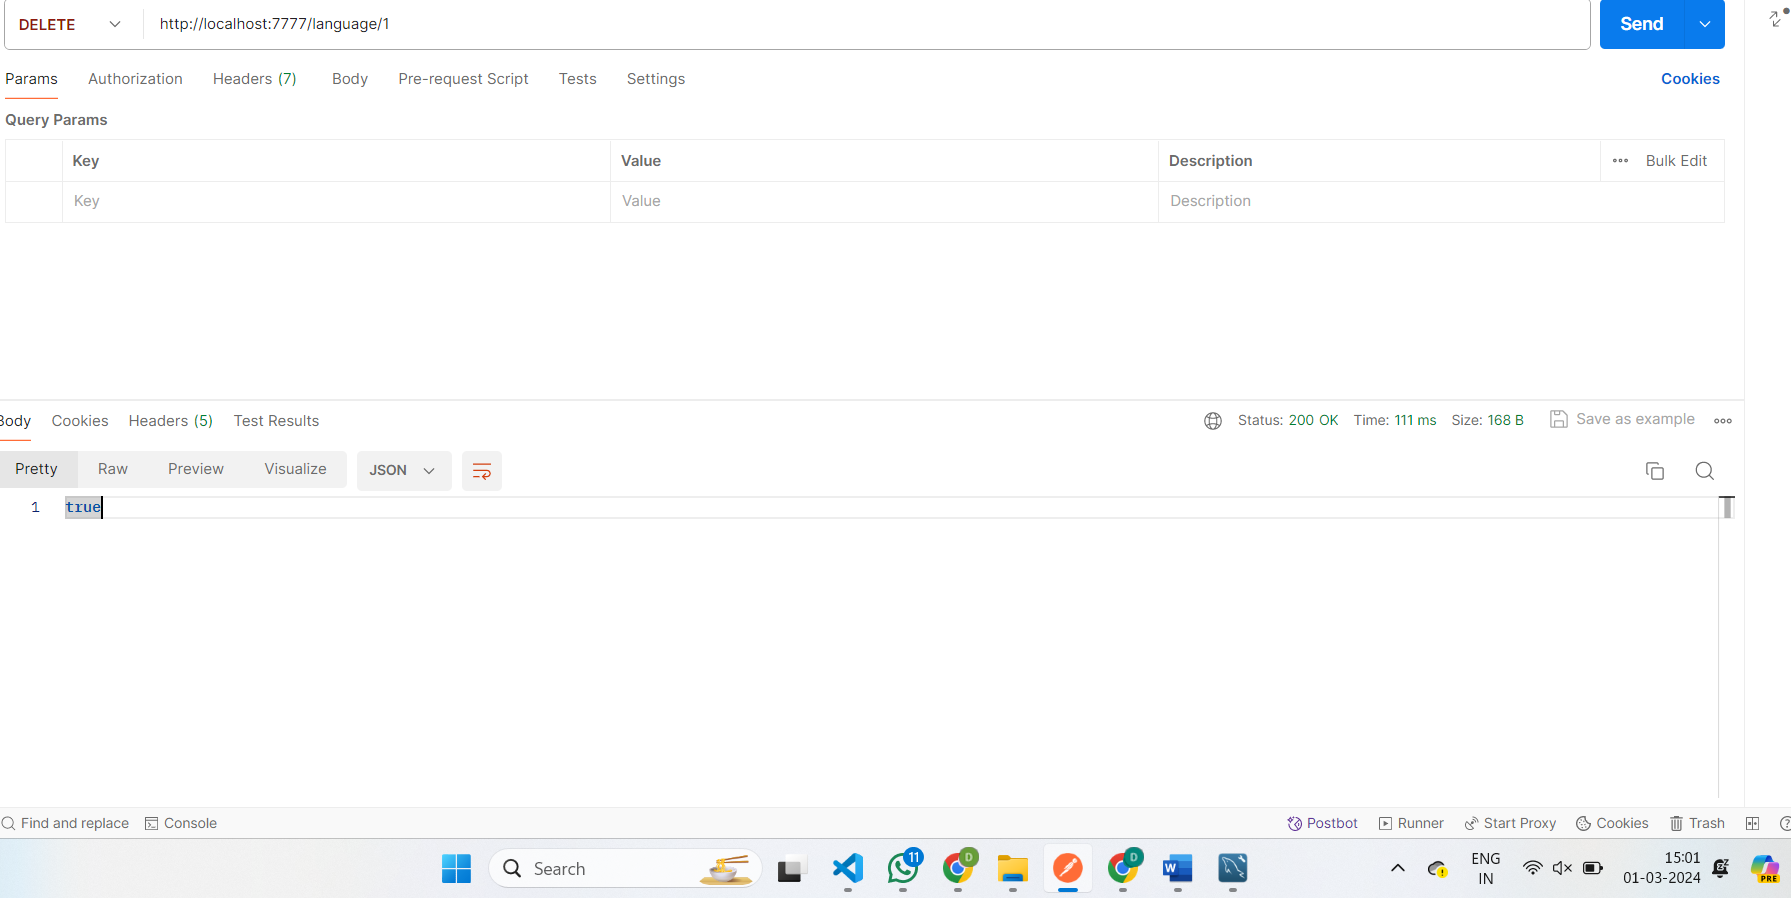 DELETE http://localhost:7777/language/1 Send
Params Authorization Headers (7) Body Pre-request Script Tests Settings Cookies
Query Params
Key Value Description Bulk Edit
Key Value Description
Body Cookies Headers (5) Test Results Status: 200 OK Time: 111 ms Size: 168 B Save as example
Pretty Raw Preview Visualize JSON
1 true
Find and replace Console Postbot Runner Start Proxy Cookies Trash
Search 11 D D W ENG 15:01
IN 01-03-2024 PRE